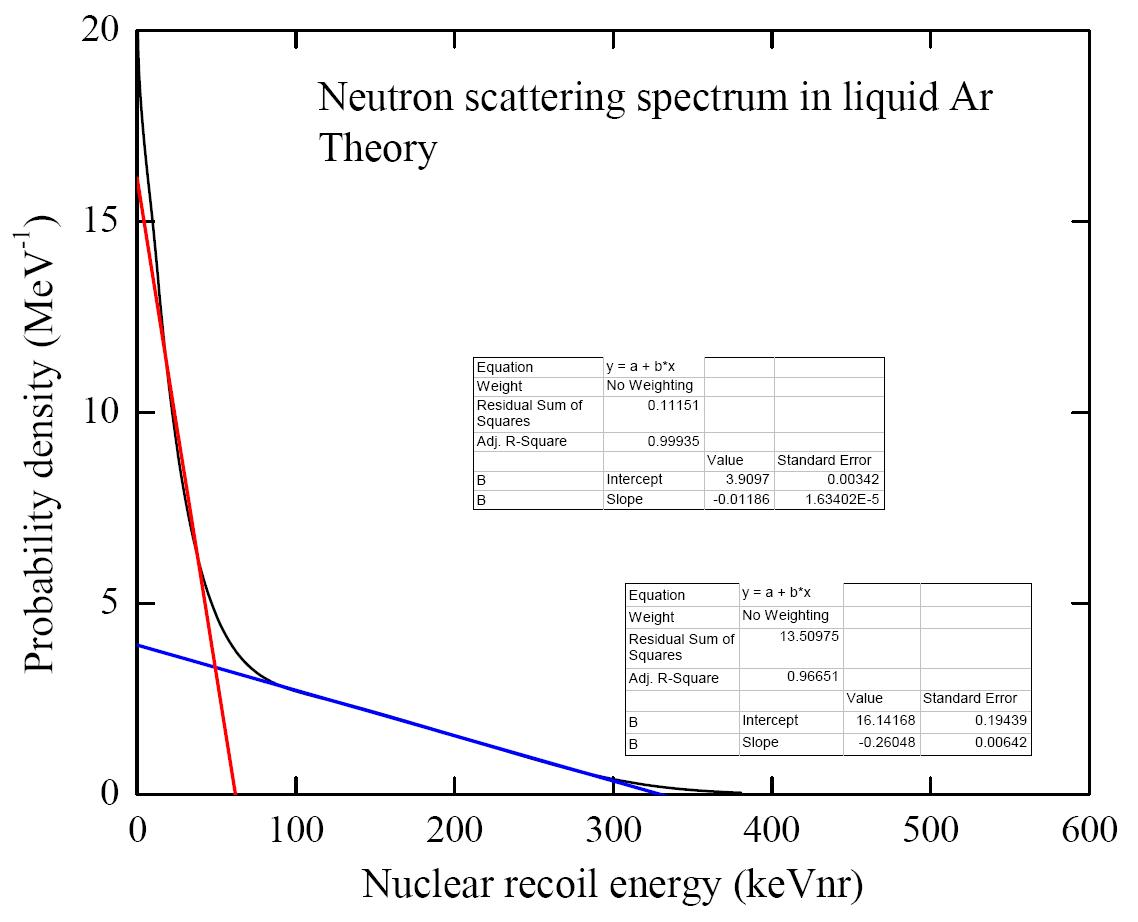 20
15
10
5
0
Probability density (MeV-1)
Neutron scattering spectrum in liquid Ar
Theory
Equation y = a + b*x
Weight No Weighting
Residual Sum of Squares 0.11151
Adj. R-Square 0.99935
Value Standard Error
B Intercept 3.9097 0.00342
B Slope -0.01186 1.63402E-5
Equation y = a + b*x
Weight No Weighting
Residual Sum of Squares 13.50975
Adj. R-Square 0.96651
Value Standard Error
B Intercept 16.14168 0.19439
B Slope -0.26048 0.00642
0 100 200 300 400 500 600
Nuclear recoil energy (keVnr)